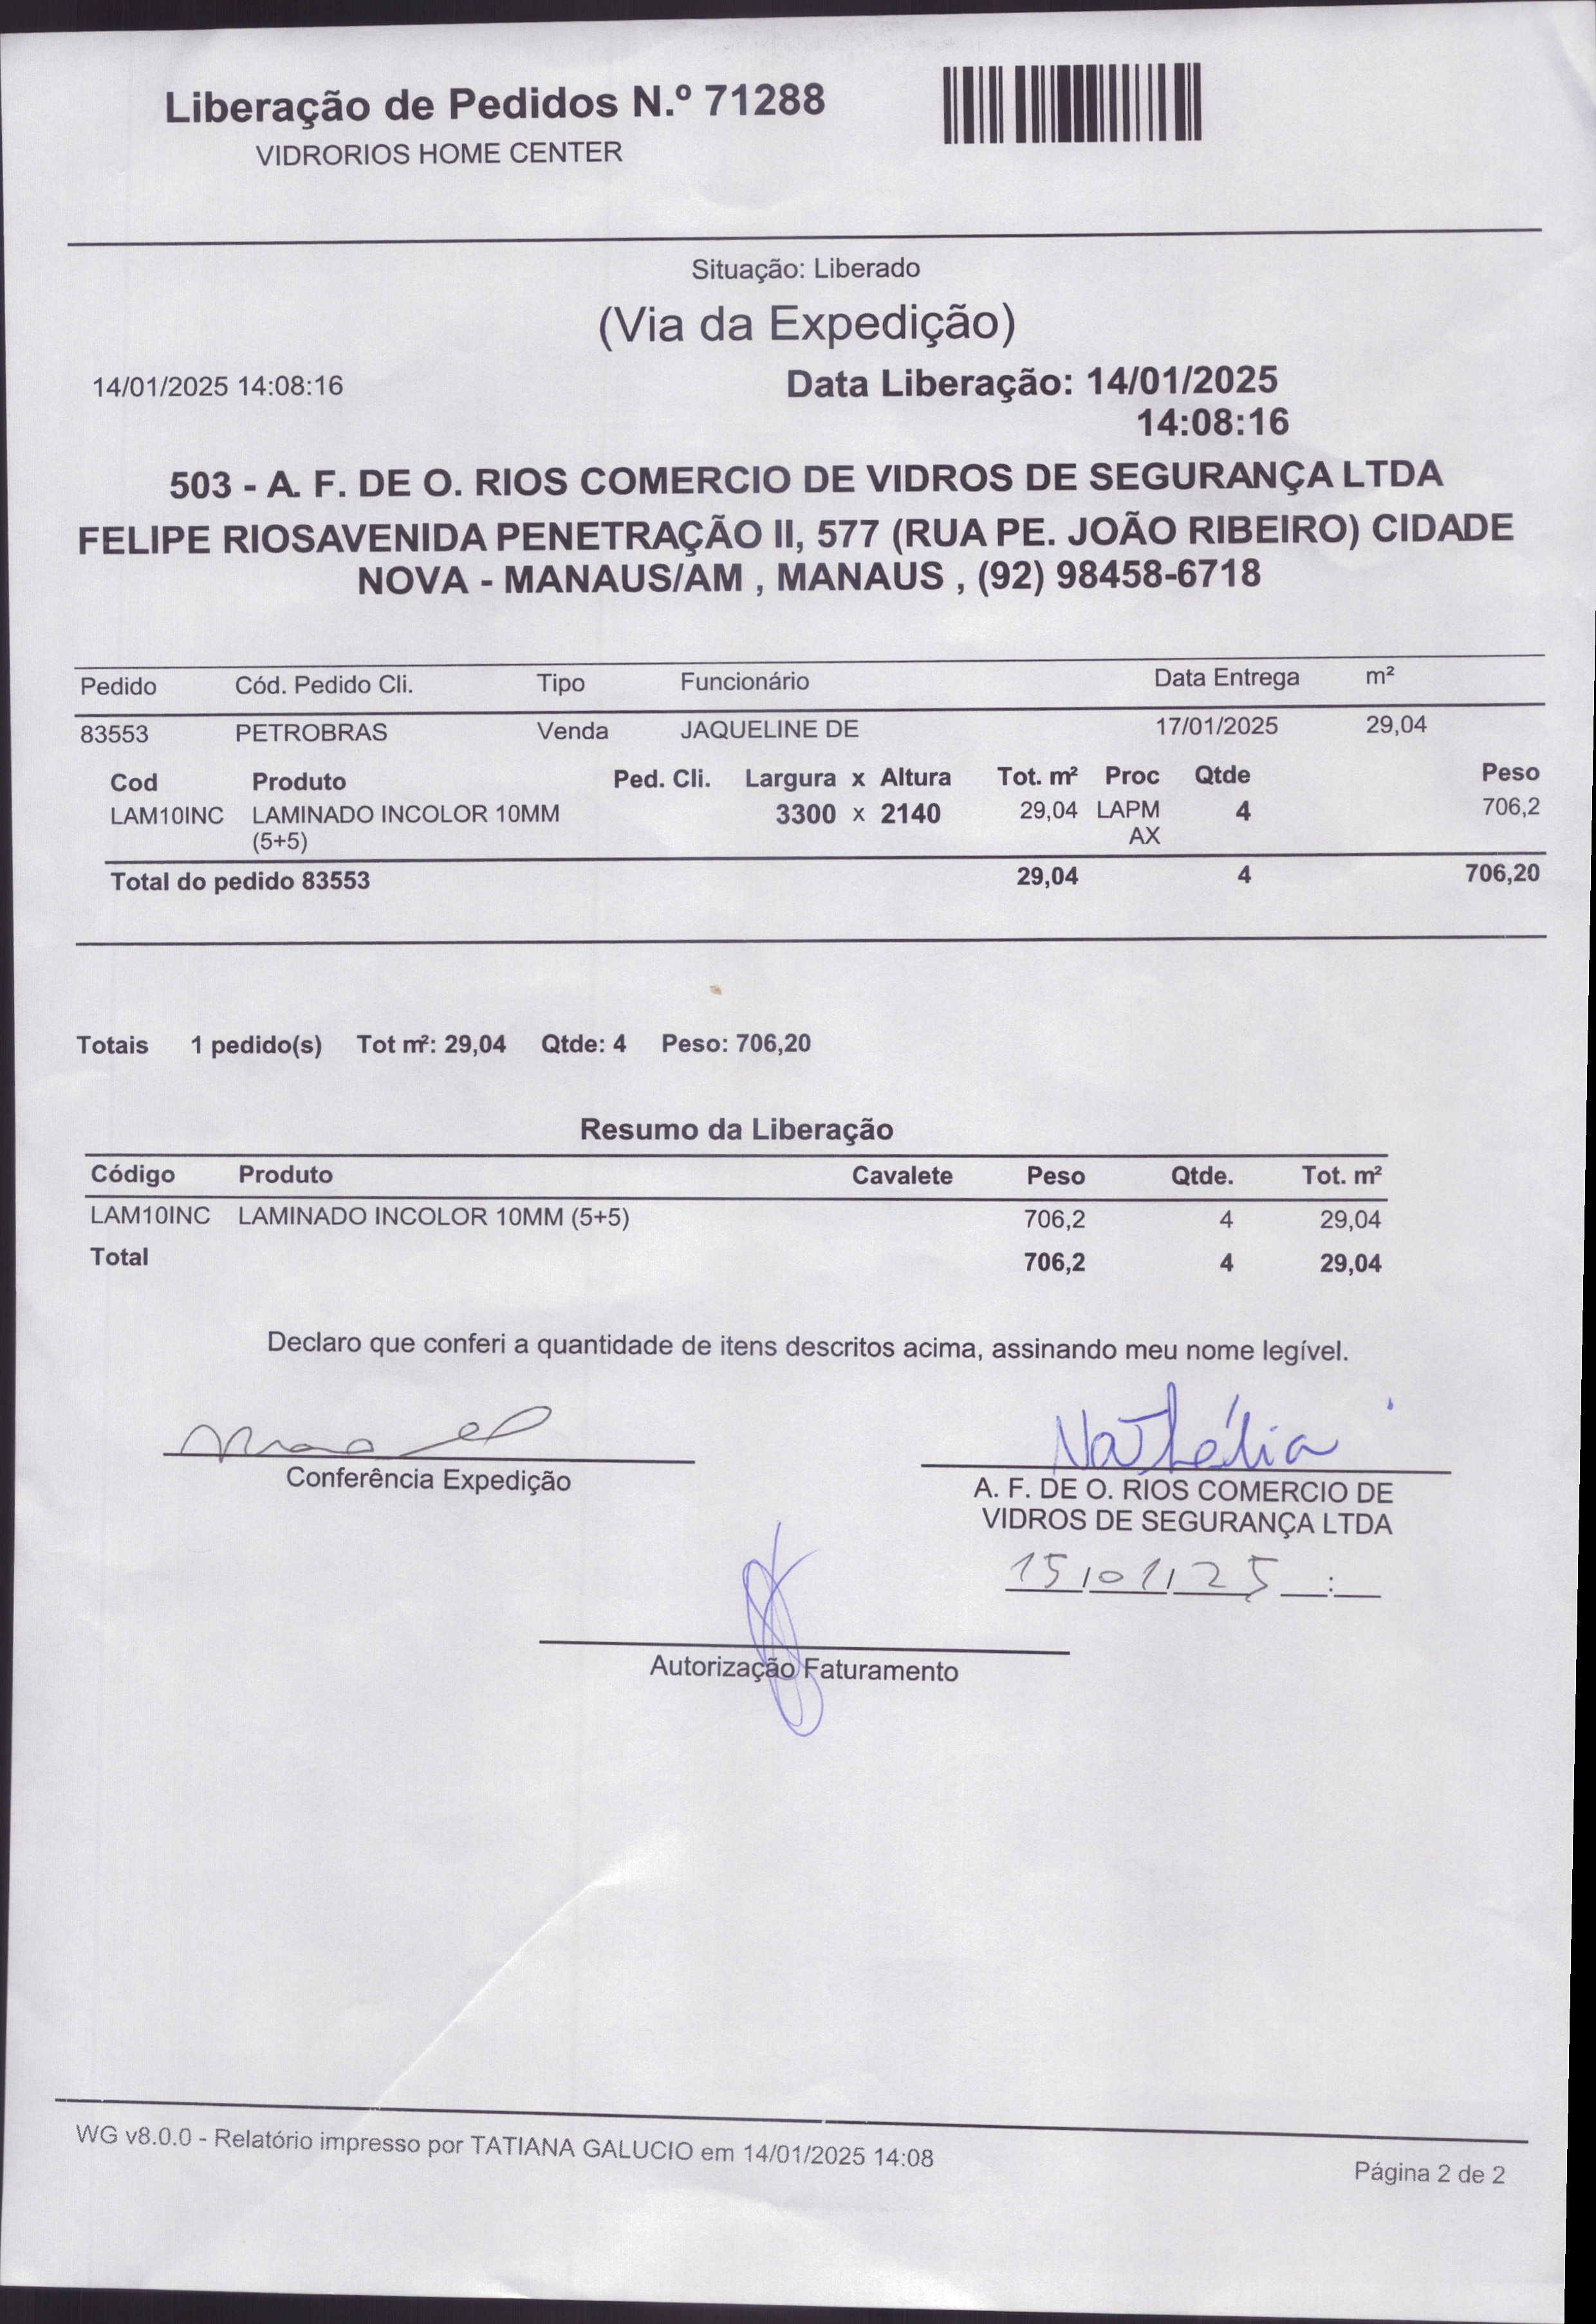 Liberação de Pedidos N.º 71288
VIDRORIOS HOME CENTER
Situação: Liberado
(Via da Expedição)
14/01/2025 14:08:16 Data Liberação: 14/01/2025
14:08:16
503 - A. F. DE O. RIOS COMERCIO DE VIDROS DE SEGURANÇA LTDA
FELIPE RIOSAVENIDA PENETRAÇÃO II, 577 (RUA PE. JOÃO RIBEIRO) CIDADE
NOVA - MANAUS/AM , MANAUS , (92) 98458-6718
Pedido Cód. Pedido Cli. Tipo Funcionário Data Entrega m²
83553 PETROBRAS Venda JAQUELINE DE 17/01/2025 29,04
Cod Produto Ped. Cli. Largura x Altura Tot. m² Proc Qtde Peso
LAM10INC LAMINADO INCOLOR 10MM 3300 x 2140 29,04 LAPM 4 706,2
(5+5) AX
Total do pedido 83553 29,04 4 706,20
Totais 1 pedido(s) Tot m²: 29,04 Qtde: 4 Peso: 706,20
Resumo da Liberação
Código Produto Cavalete Peso Qtde. Tot. m²
LAM10INC LAMINADO INCOLOR 10MM (5+5) 706,2 4 29,04
Total 706,2 4 29,04
Declaro que conferi a quantidade de itens descritos acima, assinando meu nome legível.
Nathélia
Conferência Expedição
A. F. DE O. RIOS COMERCIO DE
VIDROS DE SEGURANÇA LTDA
15/01/25 :
Autorização Faturamento
WG v8.0.0 - Relatório impresso por TATIANA GALUCIO em 14/01/2025 14:08
Página 2 de 2